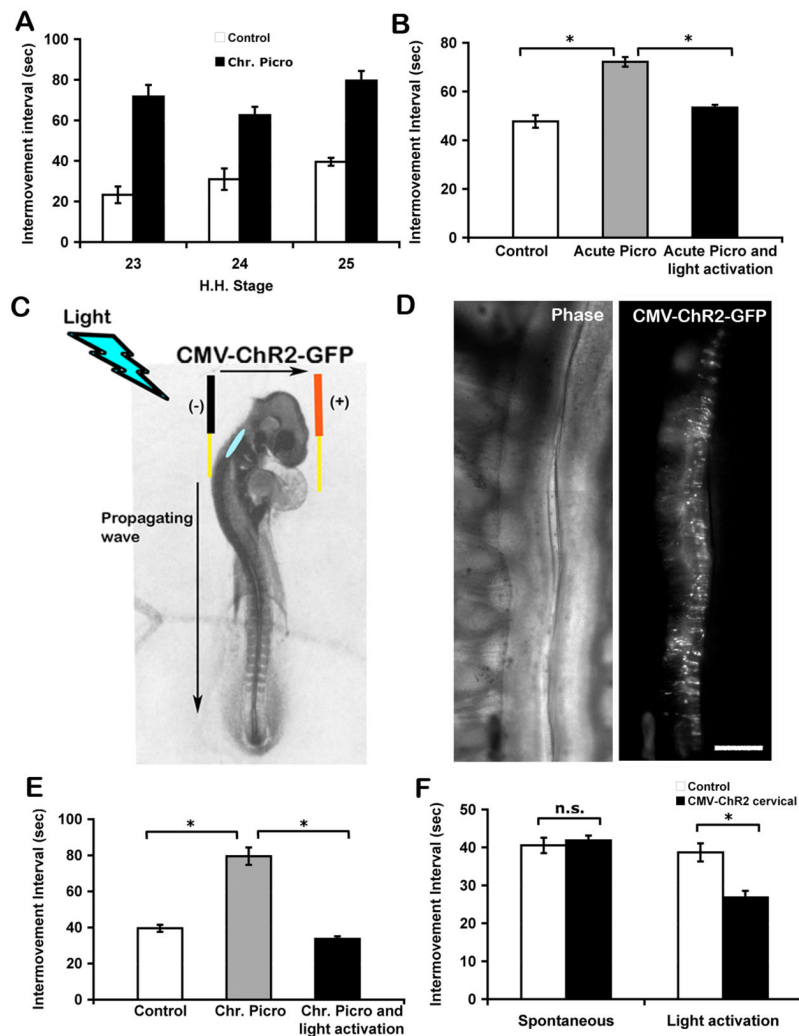 A
Intermovement interval (sec)
100
80
60
40
20
0
Control
Chr. Picro
23
24
25
H.H. Stage
B
Intermovement Interval (sec)
80
60
40
20
0
*
*
Control
Acute Picro
Acute Picro and
light activation
C
Light
CMV-ChR2-GFP
(-)
(+)
Propagating
wave
D
Phase
CMV-ChR2-GFP
E
Intermovement Interval (sec)
100
80
60
40
20
0
*
*
Control
Chr. Picro
Chr. Picro and
light activation
F
Intermovement Interval (sec)
50
40
30
20
10
0
Control
CMV-ChR2 cervical
n.s.
*
Spontaneous
Light activation